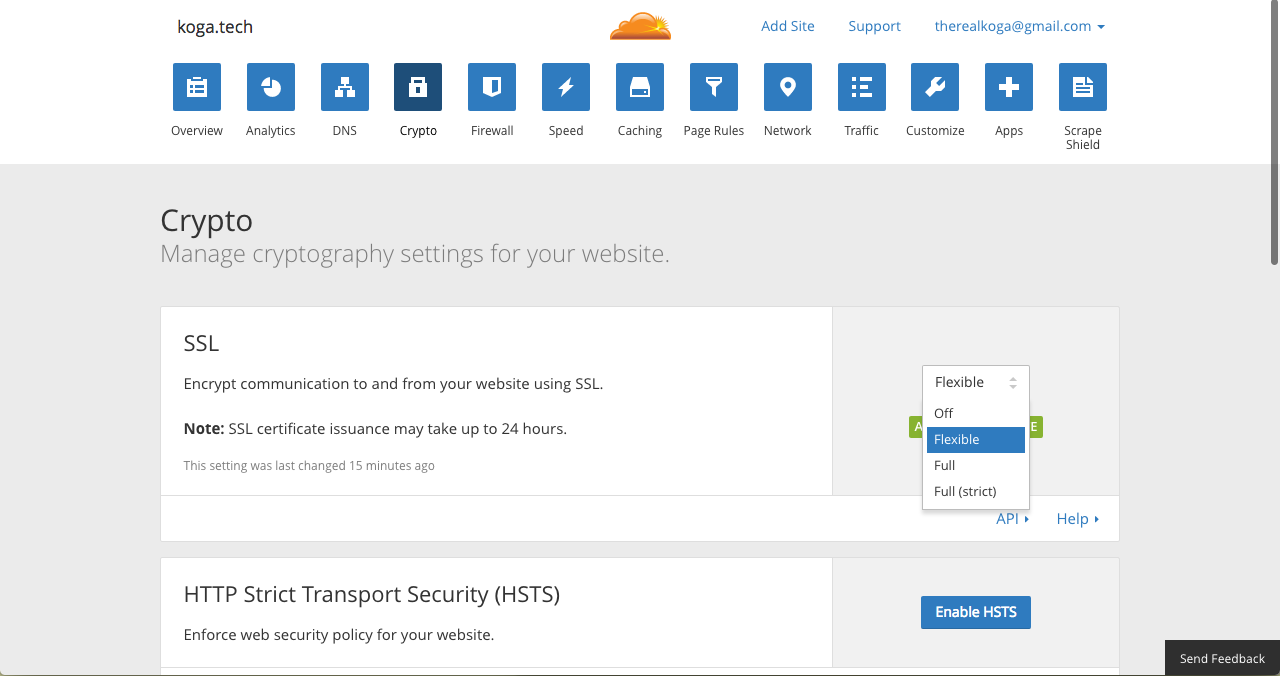 koga.tech
Add Site Support therealkoga@gmail.com
Overview Analytics DNS Crypto Firewall Speed Caching Page Rules Network Traffic Customize Apps Scrape Shield
Crypto
Manage cryptography settings for your website.
SSL
Encrypt communication to and from your website using SSL.
Note: SSL certificate issuance may take up to 24 hours.
This setting was last changed 15 minutes ago
Flexible
Off
A E
Flexible
Full
Full (strict)
API Help
HTTP Strict Transport Security (HSTS)
Enforce web security policy for your website.
Enable HSTS
Send Feedback